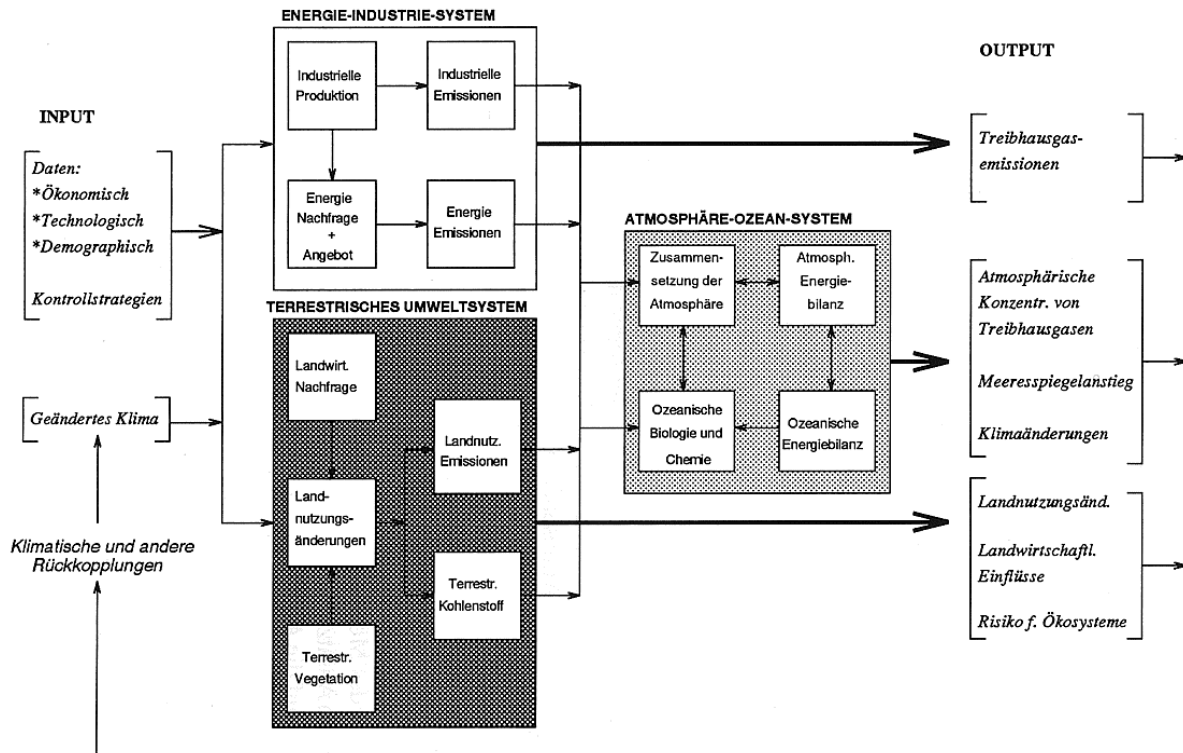 ENERGIE-INDUSTRIE-SYSTEM
Industrielle
Produktion
Industrielle
Emissionen
Energie
Nachfrage
+
Angebot
Energie
Emissionen
INPUT
Daten:
*Ökonomisch
*Technologisch
*Demographisch
Kontrollstrategien
Geändertes Klima
Klimatische und andere
Rückkopplungen
TERRESTRISCHES UMWELTSYSTEM
Landwirt.
Nachfrage
Land-
nutzungs-
änderungen
Terrestr.
Vegetation
Landnutz.
Emissionen
Terrestr.
Kohlenstoff
ATMOSPHÄRE-OZEAN-SYSTEM
Zusammen-
setzung der
Atmosphäre
Atmosph.
Energie-
bilanz
Ozeanische
Biologie und
Chemie
Ozeanische
Energiebilanz
OUTPUT
Treibhausgas-
emissionen
Atmosphärische
Konzentr. von
Treibhausgasen
Meeresspiegelanstieg
Klimaänderungen
Landnutzungsänd.
Landwirtschaftl.
Einflüsse
Risiko f. Ökosysteme